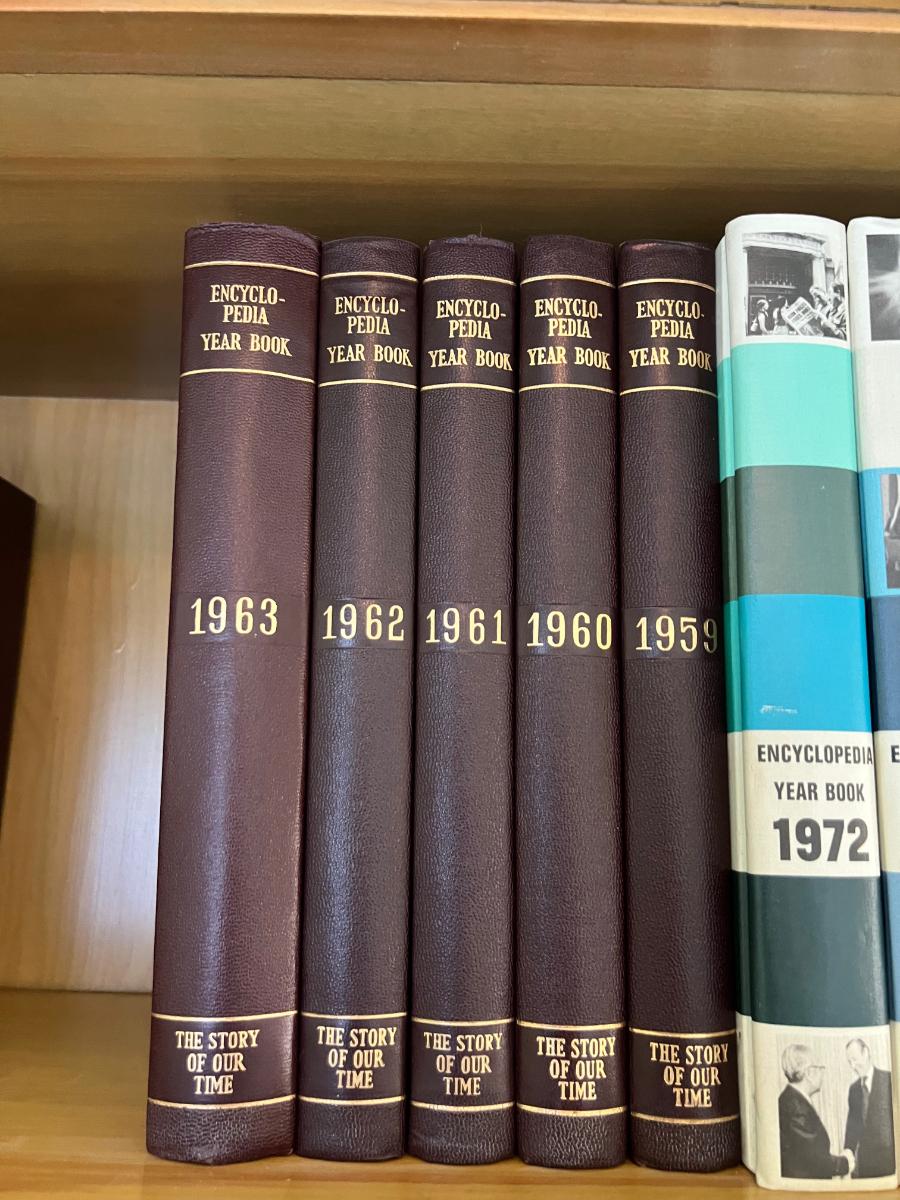 ENCYCLO-
PEDIA
YEAR BOOK
1963
THE STORY
OF OUR
TIME
ENCYCLO-
PEDIA
YEAR BOOK
1962
THE STORY
OF OUR
TIME
ENCYCLO-
PEDIA
YEAR BOOK
1961
THE STORY
OF OUR
TIME
ENCYCLO-
PEDIA
YEAR BOOK
1960
THE STORY
OF OUR
TIME
ENCYCLO-
PEDIA
YEAR BOOK
1959
THE STORY
OF OUR
TIME
ENCYCLOPEDIA
YEAR BOOK
1972
E